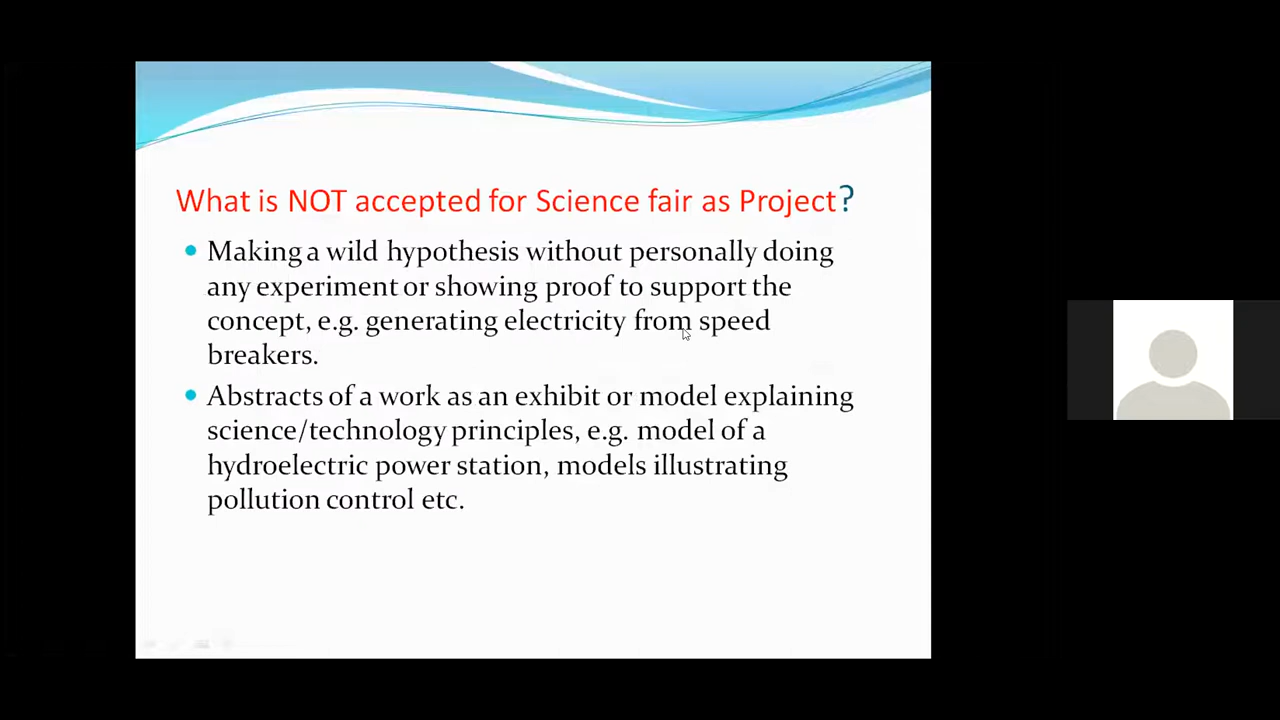 What is NOT accepted for Science fair as Project?
Making a wild hypothesis without personally doing
any experiment or showing proof to support the
concept, e.g. generating electricity from speed
breakers.
Abstracts of a work as an exhibit or model explaining
science/technology principles, e.g. model of a
hydroelectric power station, models illustrating
pollution control etc.